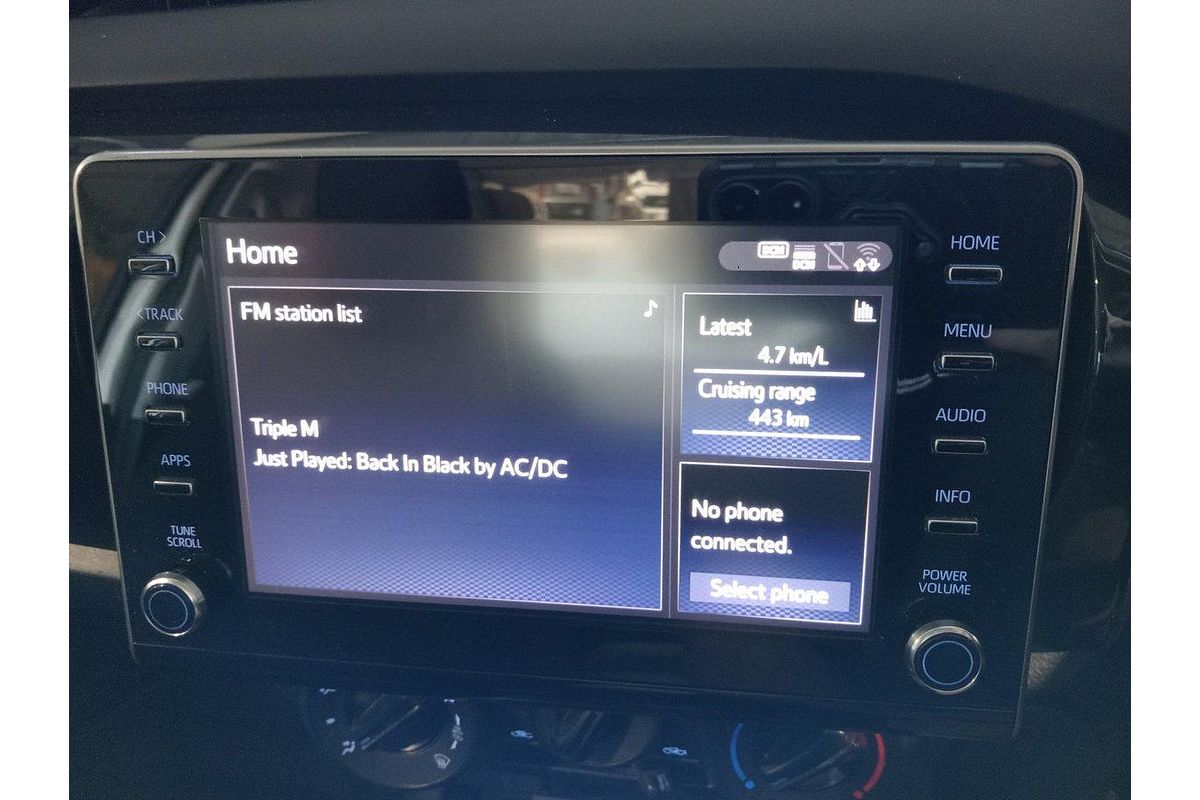 CH >
< TRACK
PHONE
APPS
TUNE
SCROLL
Home
DCM
DCM
FM station list
Triple M
Just Played: Back In Black by AC/DC
Latest
4.7 km/L
Cruising range
443 km
No phone
connected.
Select phone
HOME
MENU
AUDIO
INFO
POWER
VOLUME